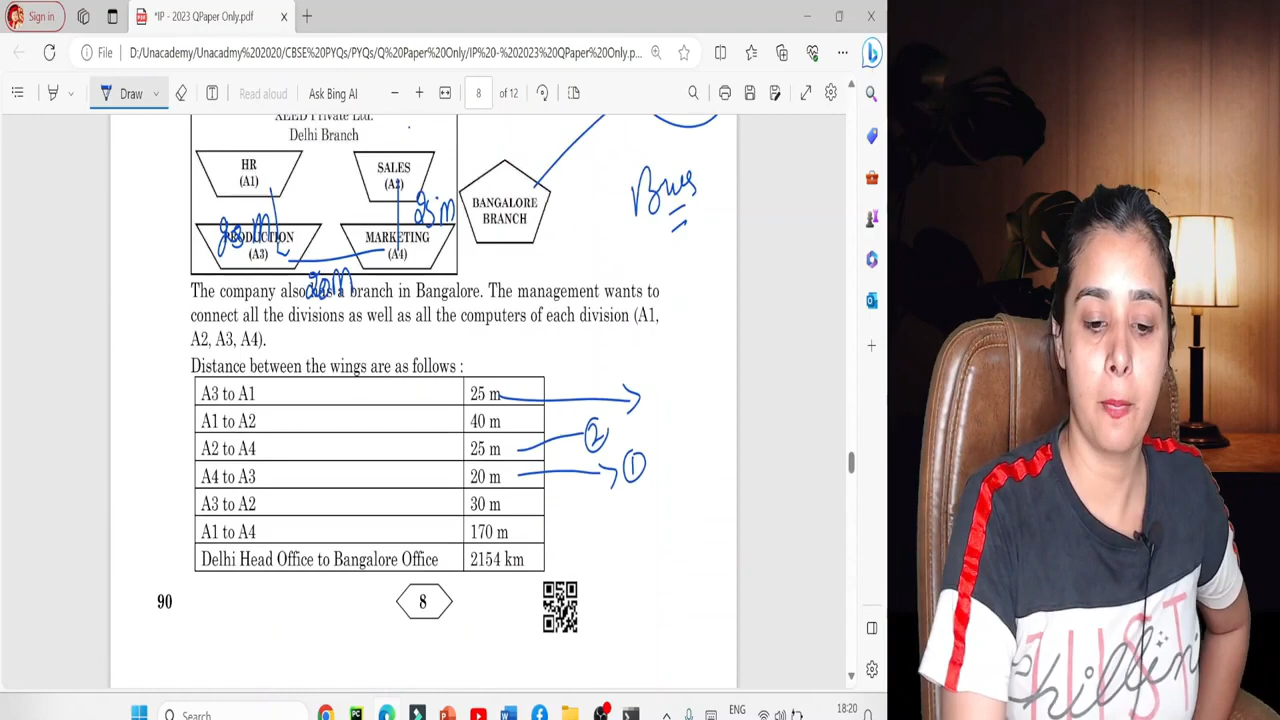 Sign in
*IP - 2023 QPaper Only.pdf
File
D:/Unacademy/Unacadmy%202020/CBSE%20PYQs/PYQs/Q%20Paper%20Only/IP%20-%202023%20QPaper%20Only.p...
Draw
Read aloud
Ask Bing AI
8
of 12
XEED Private Ltd.
Delhi Branch
HR
(A1)
SALES
(A2)
BANGALORE
BRANCH
Bus
25m
PRODUCTION
(A3)
MARKETING
(A4)
20m
The company also has a branch in Bangalore. The management wants to
connect all the divisions as well as all the computers of each division (A1,
A2, A3, A4).
Distance between the wings are as follows :
A3 to A1 25 m
A1 to A2 40 m
A2 to A4 25 m
2
A4 to A3 20 m
1
A3 to A2 30 m
A1 to A4 170 m
Delhi Head Office to Bangalore Office 2154 km
90
8
Search
ENG
18:20